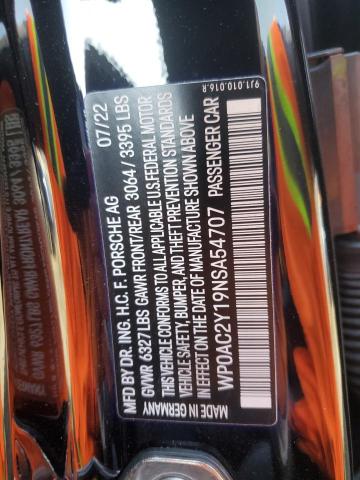 911.010.016.R
MFD BY DR. ING. H.C. F. PORSCHE AG 07/22
GVWR 6327 LBS GAWR FRONT/REAR 3064 / 3395 LBS
THIS VEHICLE CONFORMS TO ALL APPLICABLE U.S.FEDERAL MOTOR
VEHICLE SAFETY, BUMPER, AND THEFT PREVENTION STANDARDS
IN EFFECT ON THE DATE OF MANUFACTURE SHOWN ABOVE
WP0AC2Y19NSA54707 PASSENGER CAR
MADE IN GERMANY